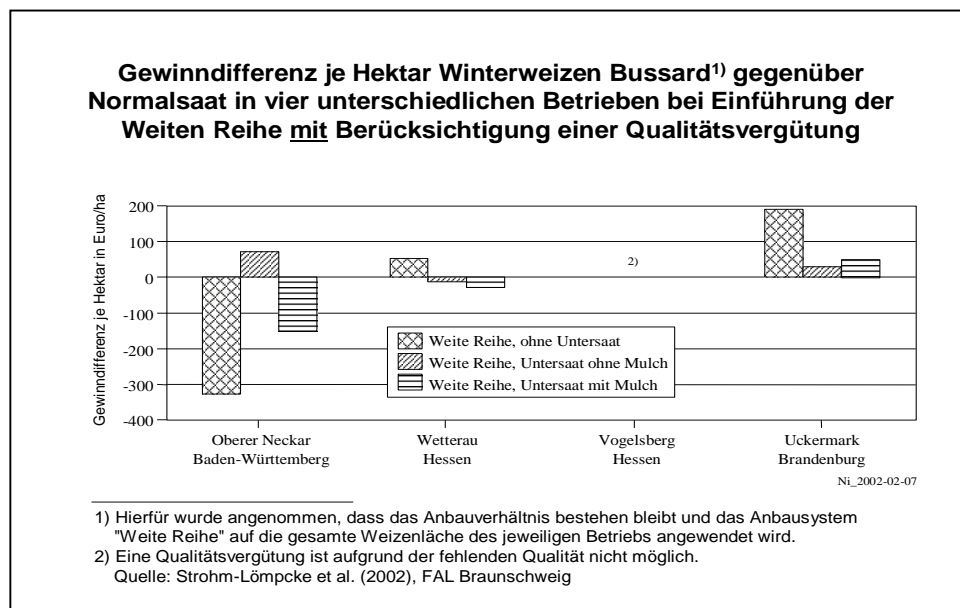 Gewinndifferenz je Hektar Winterweizen Bussard1) gegenüber
Normalsaat in vier unterschiedlichen Betrieben bei Einführung der
Weiten Reihe mit Berücksichtigung einer Qualitätsvergütung
Gewinndifferenz je Hektar in Euro/ha
200
100
0
-100
-200
-300
-400
2)
Weite Reihe, ohne Untersaat
Weite Reihe, Untersaat ohne Mulch
Weite Reihe, Untersaat mit Mulch
Oberer Neckar
Baden-Württemberg
Wetterau
Hessen
Vogelsberg
Hessen
Uckermark
Brandenburg
Ni_2002-02-07
1) Hierfür wurde angenommen, dass das Anbauverhältnis bestehen bleibt und das Anbausystem
"Weite Reihe" auf die gesamte Weizenläche des jeweiligen Betriebs angewendet wird.
2) Eine Qualitätsvergütung ist aufgrund der fehlenden Qualität nicht möglich.
Quelle: Strohm-Lömpcke et al. (2002), FAL Braunschweig